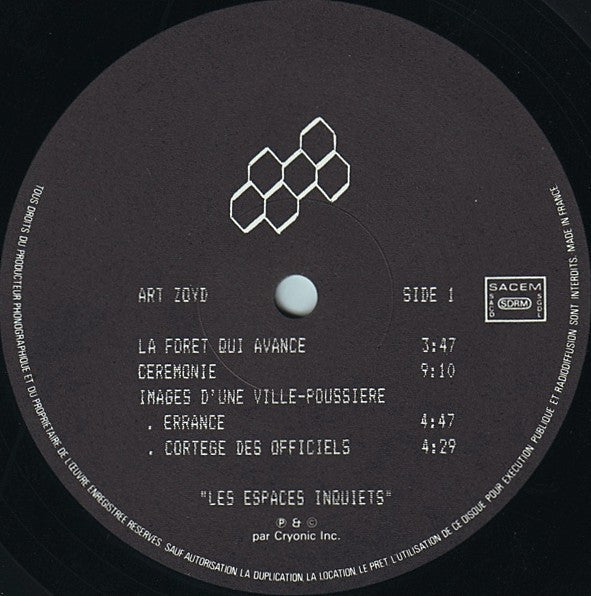 ART ZOYD SIDE 1
SACEM
SACD SDRM SGDL
LA FORET QUI AVANCE 3:47
CEREMONIE 9:10
IMAGES D'UNE VILLE-POUSSIERE
. ERRANCE 4:47
. CORTEGE DES OFFICIELS 4:29
"LES ESPACES INQUIETS"
℗ & ©
par Cryonic Inc.
TOUS DROITS DU PRODUCTEUR PHONOGRAPHIQUE ET DU PROPRIETAIRE DE L'ŒUVRE ENREGISTREE RESERVES. SAUF AUTORISATION LA DUPLICATION, LA LOCATION, LE PRET, L'UTILISATION DE CE DISQUE POUR EXECUTION PUBLIQUE ET RADIODIFFUSION SONT INTERDITS. MADE IN FRANCE